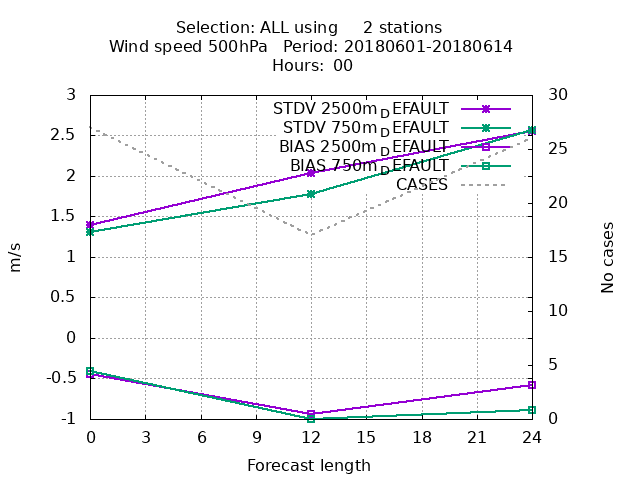 Selection: ALL using 2 stations
Wind speed 500hPa Period: 20180601-20180614
Hours: 00
3
2.5
2
1.5
1
0.5
0
-0.5
-1
30
25
20
15
10
5
0
STDV 2500m_DEFAULT
STDV 750m_DEFAULT
BIAS 2500m_DEFAULT
BIAS 750m_DEFAULT
CASES
m/s
No cases
0 3 6 9 12 15 18 21 24
Forecast length